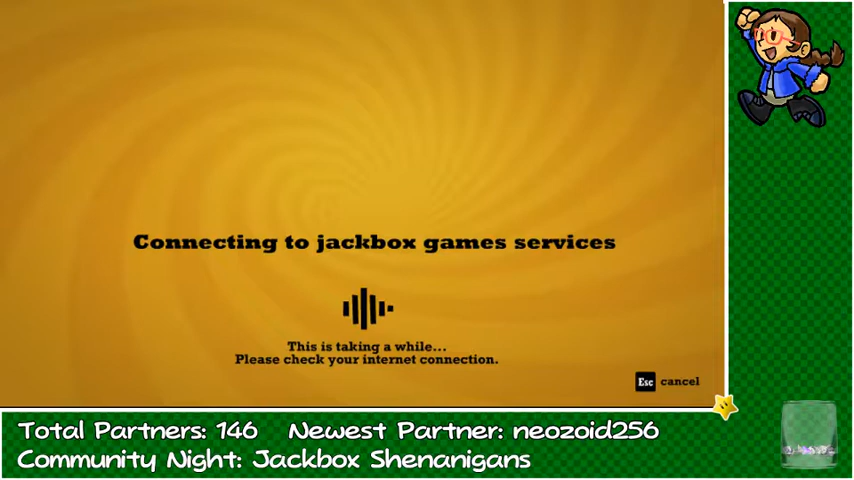 Connecting to jackbox games services
This is taking a while...
Please check your internet connection.
Esc cancel
Total Partners: 146 Newest Partner: neozoid256
Community Night: Jackbox Shenanigans